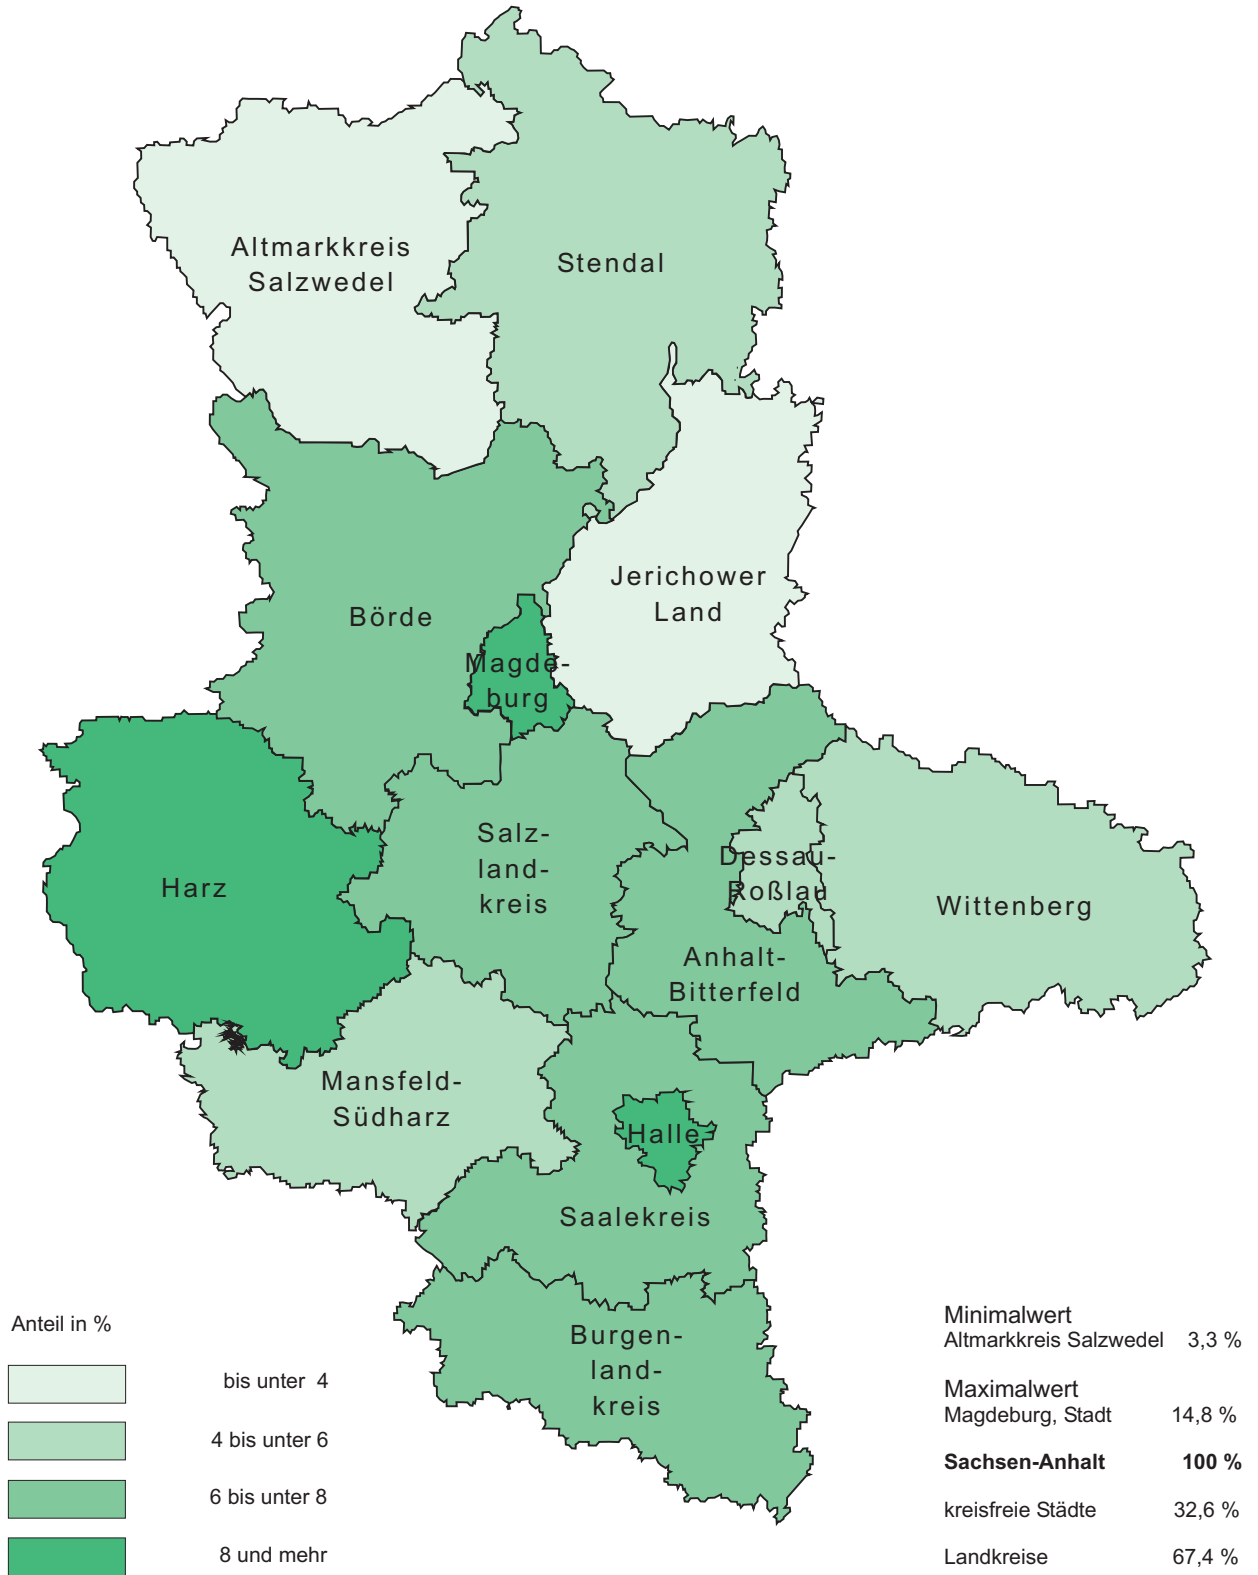 Altmarkkreis
Salzwedel
Stendal
Jerichower
Land
Börde
Magde-
burg
Harz
Salz-
land-
kreis
Dessau-
Roßlau
Wittenberg
Anhalt-
Bitterfeld
Mansfeld-
Südharz
Halle
Saalekreis
Burgen-
land-
kreis
Anteil in %
bis unter 4
4 bis unter 6
6 bis unter 8
8 und mehr
Minimalwert
Altmarkkreis Salzwedel 3,3 %
Maximalwert
Magdeburg, Stadt 14,8 %
Sachsen-Anhalt 100 %
kreisfreie Städte 32,6 %
Landkreise 67,4 %